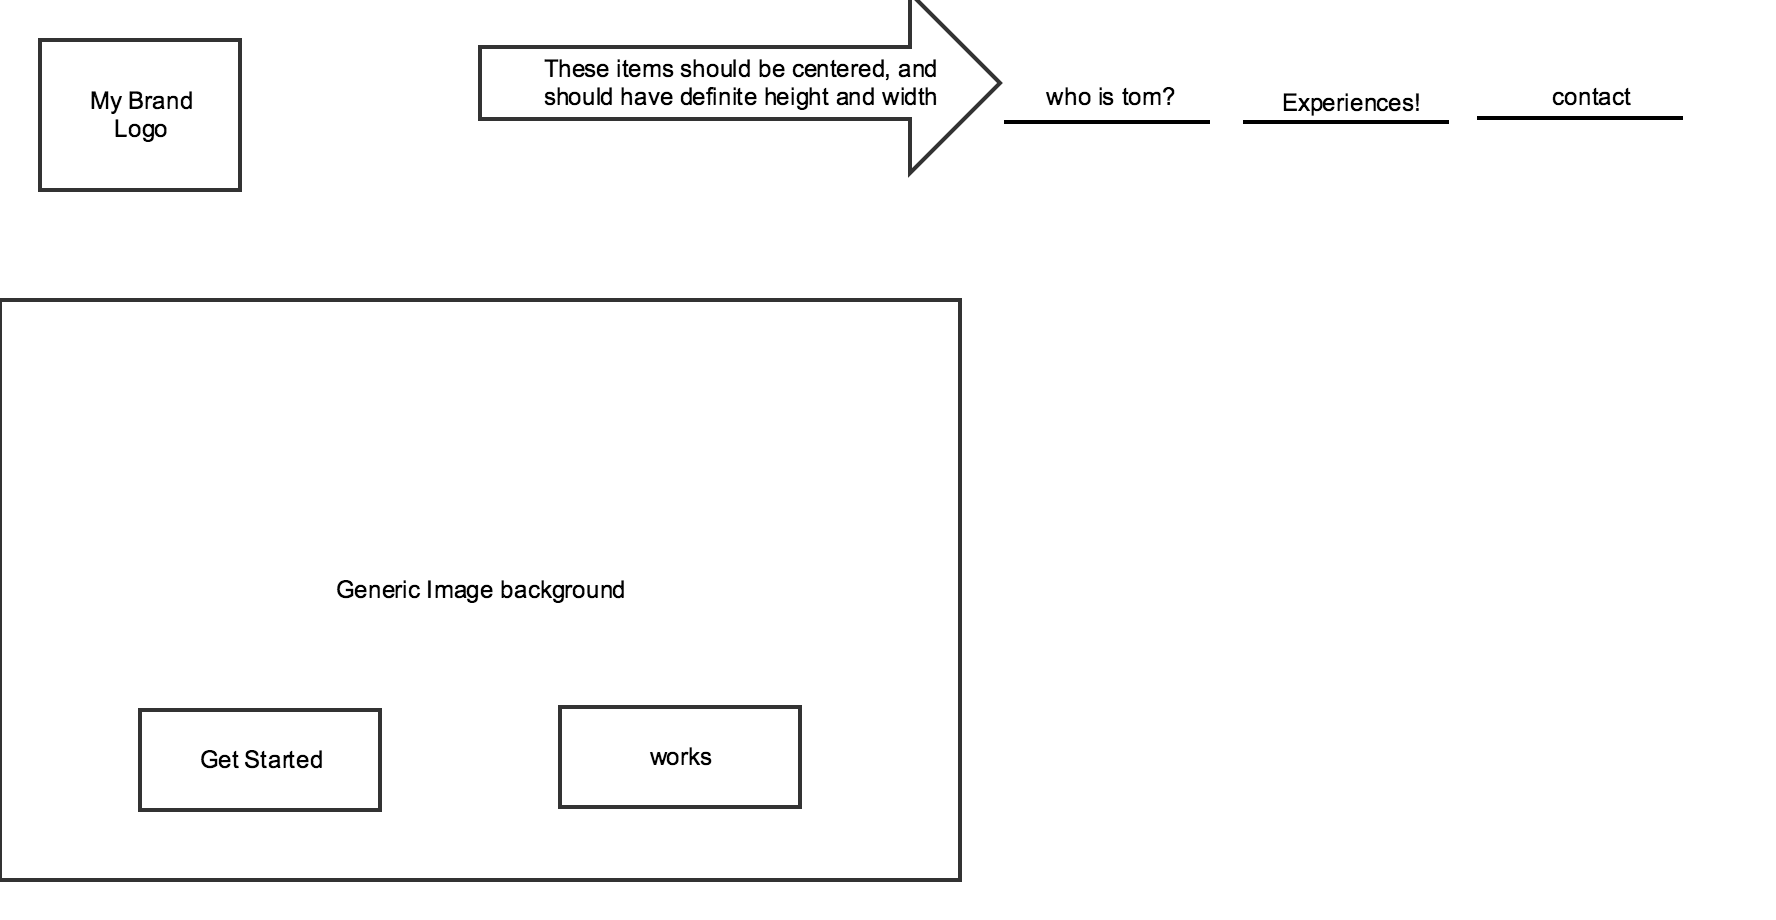 My Brand
Logo
These items should be centered, and
should have definite height and width
who is tom?
Experiences!
contact
Generic Image background
Get Started
works